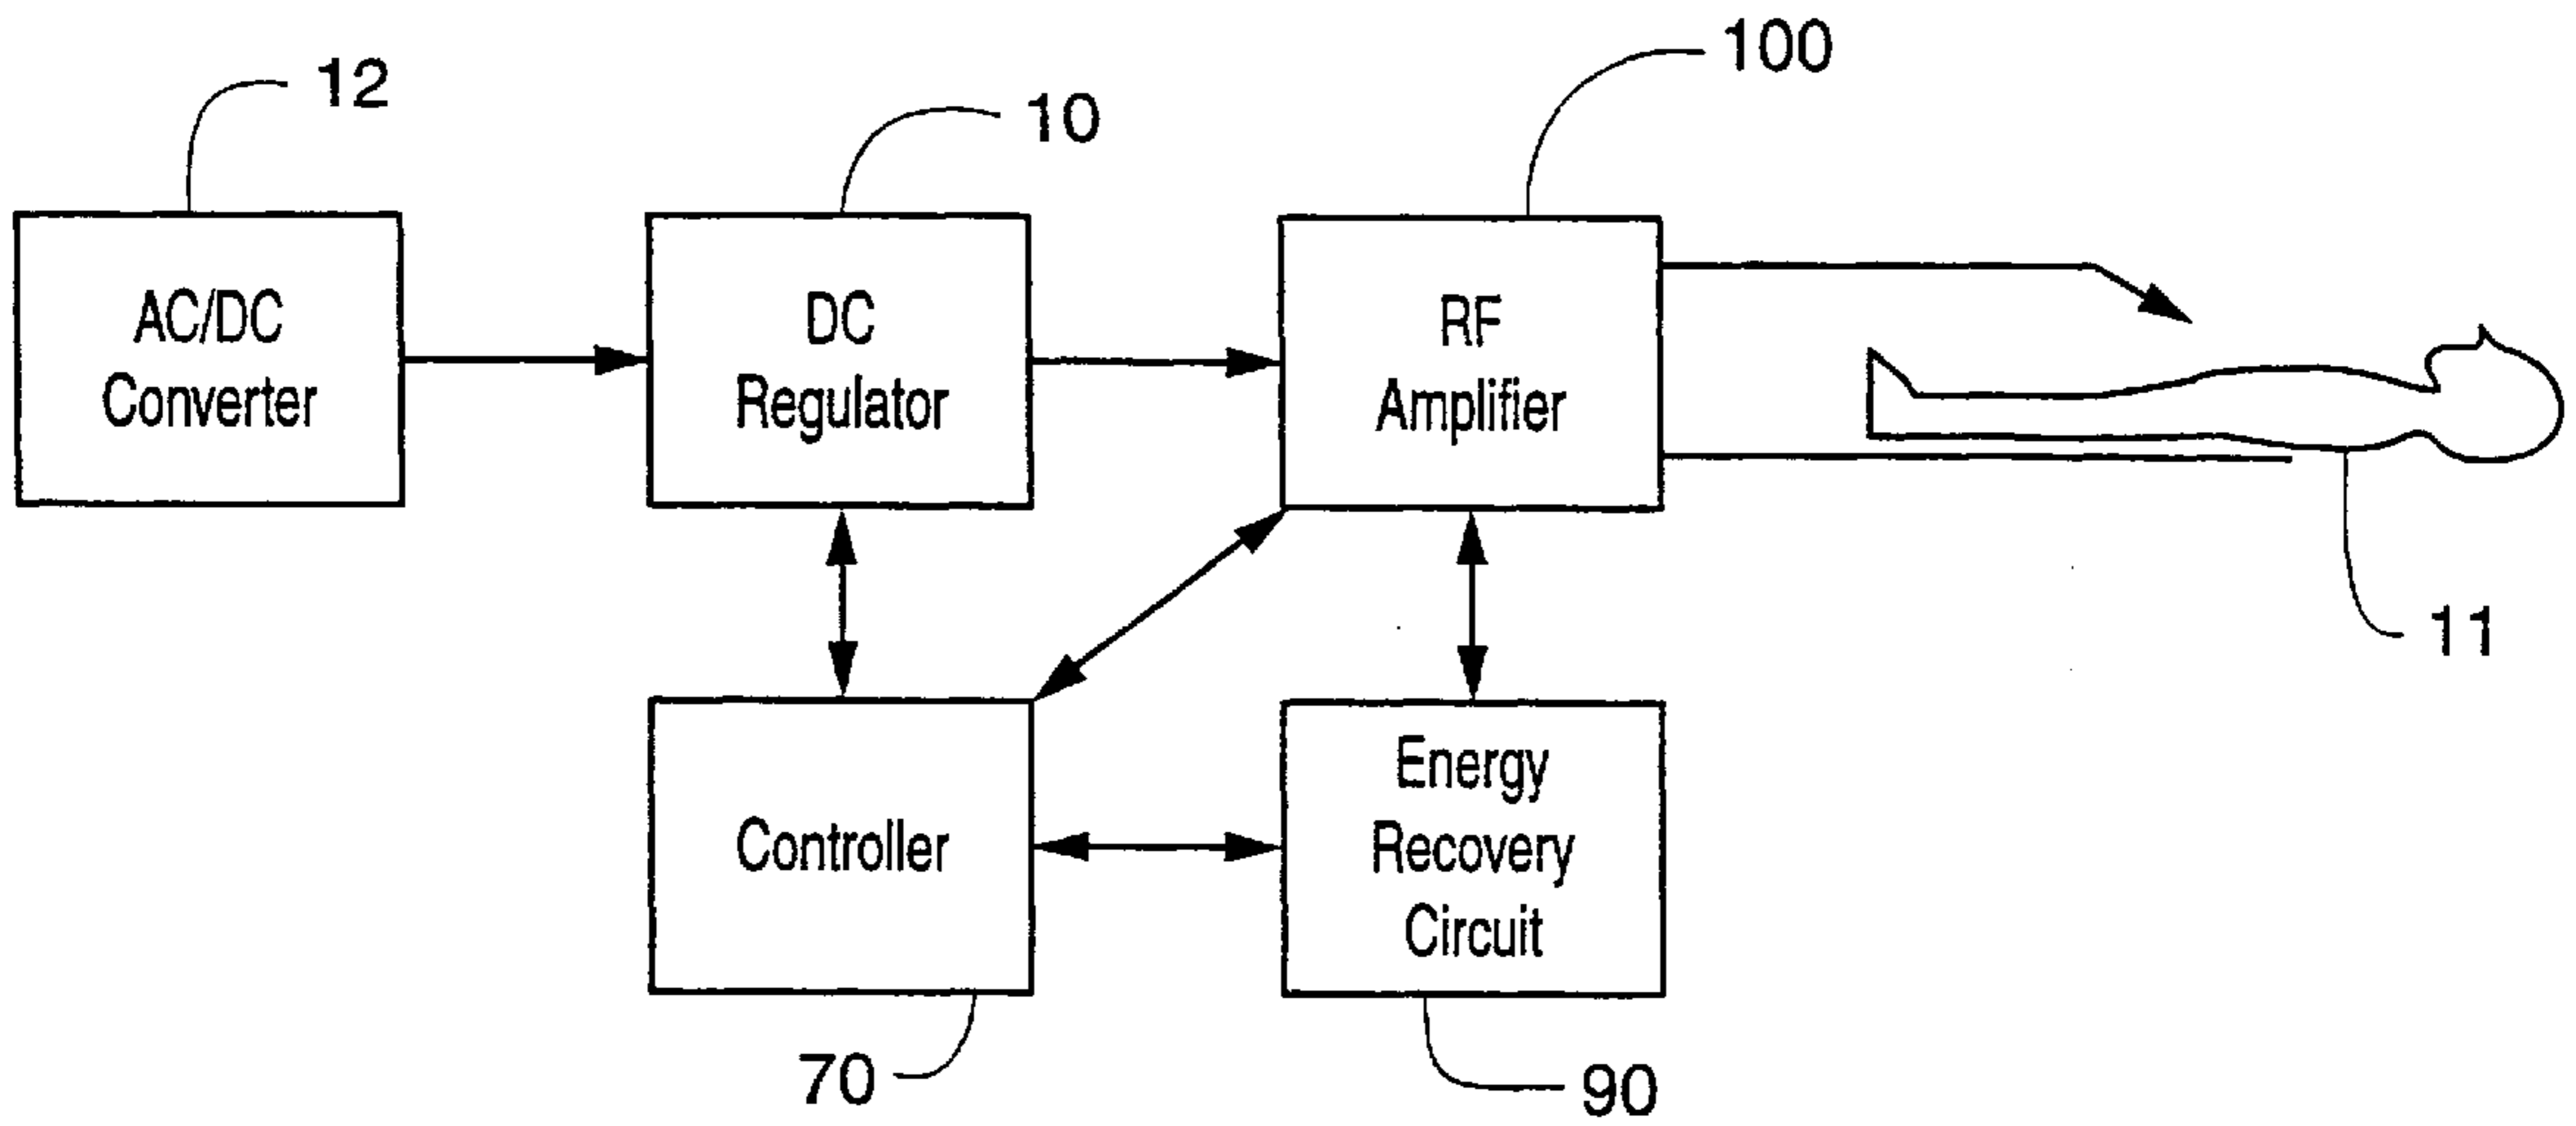 12
10
100
AC/DC
Converter
DC
Regulator
RF
Amplifier
11
Controller
Energy
Recovery
Circuit
70
90